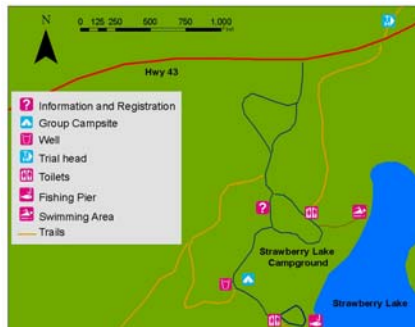 N
0 125 250 500 750 1,000
Feet
Hwy 43
Information and Registration
Group Campsite
Well
Trial head
Toilets
Fishing Pier
Swimming Area
Trails
Strawberry Lake
Campground
Strawberry Lake